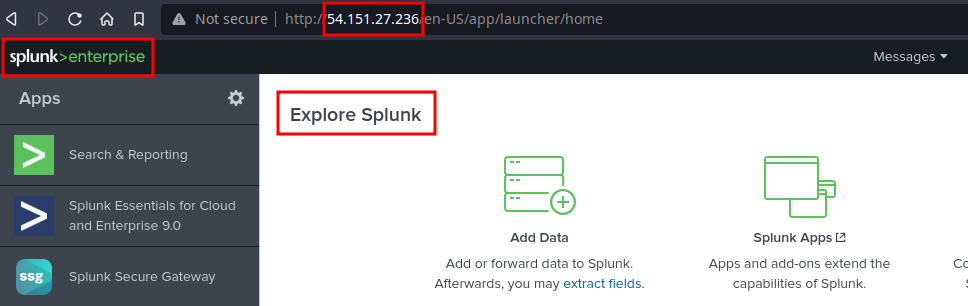 Not secure http://54.151.27.236/en-US/app/launcher/home
splunk>enterprise
Messages
Apps
Explore Splunk
Search & Reporting
Splunk Essentials for Cloud
and Enterprise 9.0
ssg
Splunk Secure Gateway
Add Data
Add or forward data to Splunk.
Afterwards, you may extract fields.
Splunk Apps
Apps and add-ons extend the
capabilities of Splunk.